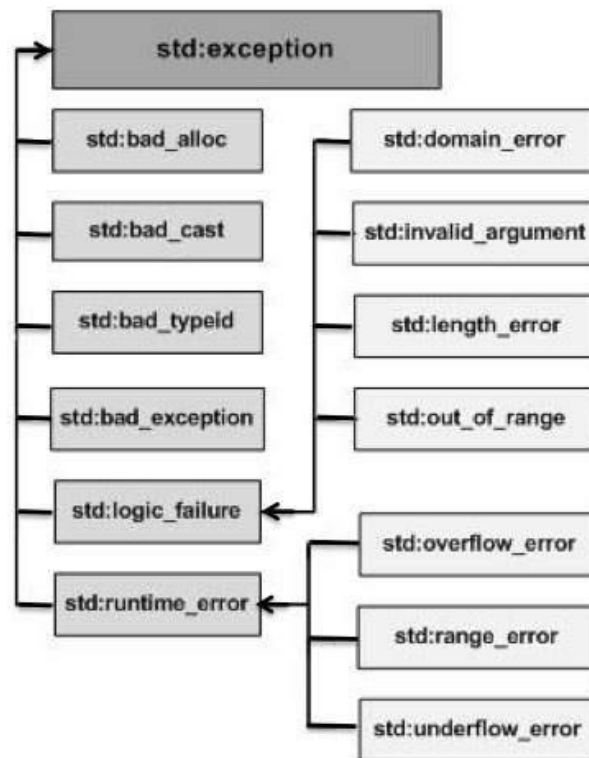 std:exception
std:bad_alloc
std:bad_cast
std:bad_typeid
std:bad_exception
std:logic_failure
std:runtime_error
std:domain_error
std:invalid_argument
std:length_error
std:out_of_range
std:overflow_error
std:range_error
std:underflow_error